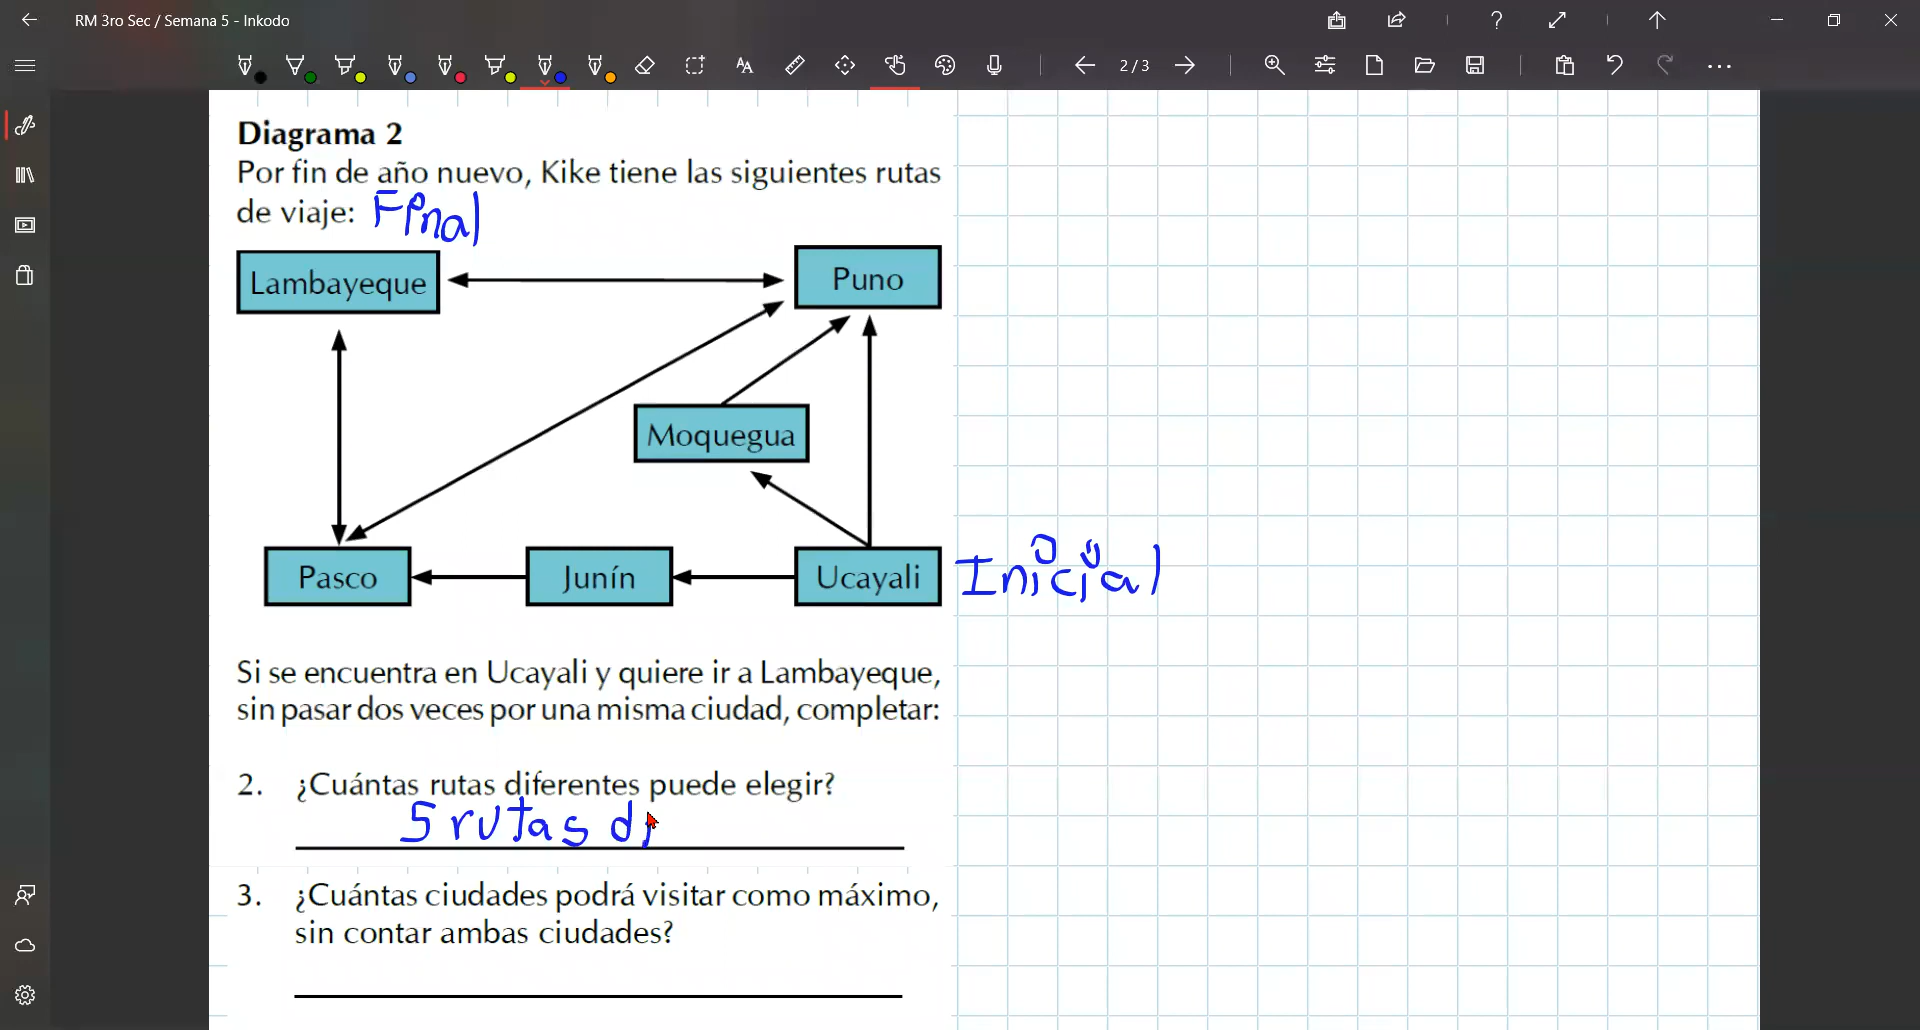 RM 3ro Sec / Semana 5 - Inkodo
2 / 3
Diagrama 2
Por fin de año nuevo, Kike tiene las siguientes rutas
de viaje: Final
Lambayeque
Puno
Moquegua
Pasco
Junín
Ucayali
Inicial
Si se encuentra en Ucayali y quiere ir a Lambayeque,
sin pasar dos veces por una misma ciudad, completar:
2. ¿Cuántas rutas diferentes puede elegir?
5 rutas di
3. ¿Cuántas ciudades podrá visitar como máximo,
sin contar ambas ciudades?